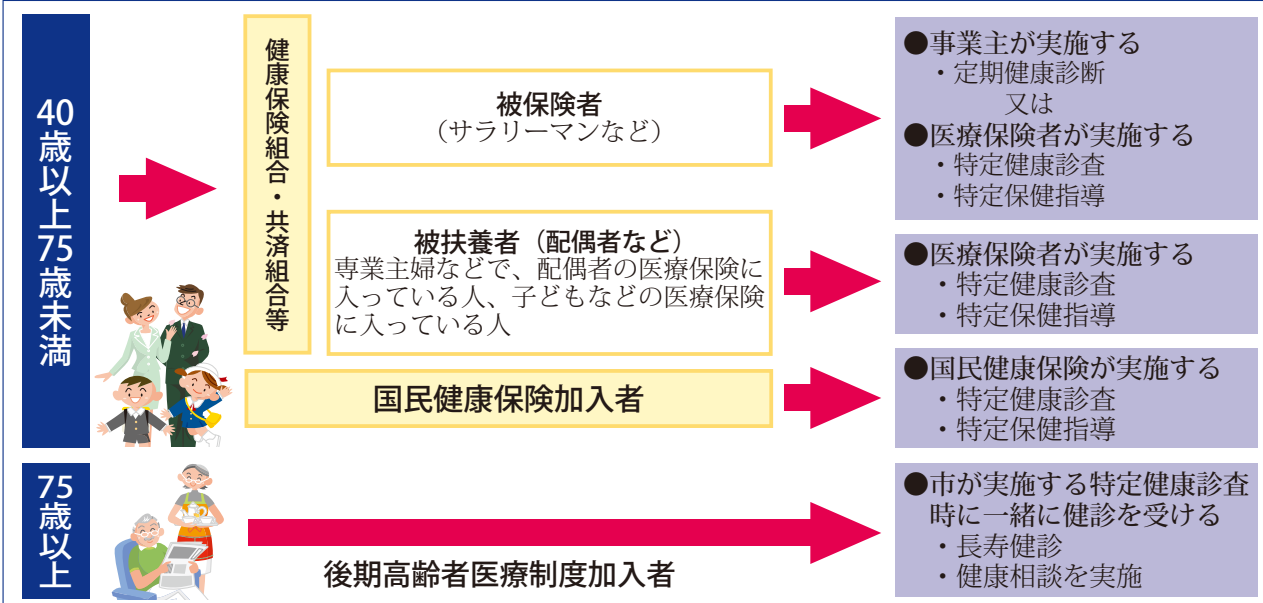 40歳以上75歳未満
健康保険組合・共済組合等
被保険者
（サラリーマンなど）
●事業主が実施する
・定期健康診断
又は
●医療保険者が実施する
・特定健康診査
・特定保健指導
被扶養者（配偶者など）
専業主婦などで、配偶者の医療保険に
入っている人、子どもなどの医療保険
に入っている人
●医療保険者が実施する
・特定健康診査
・特定保健指導
国民健康保険加入者
●国民健康保険が実施する
・特定健康診査
・特定保健指導
75歳以上
後期高齢者医療制度加入者
●市が実施する特定健康診査
時に一緒に健診を受ける
・長寿健診
・健康相談を実施